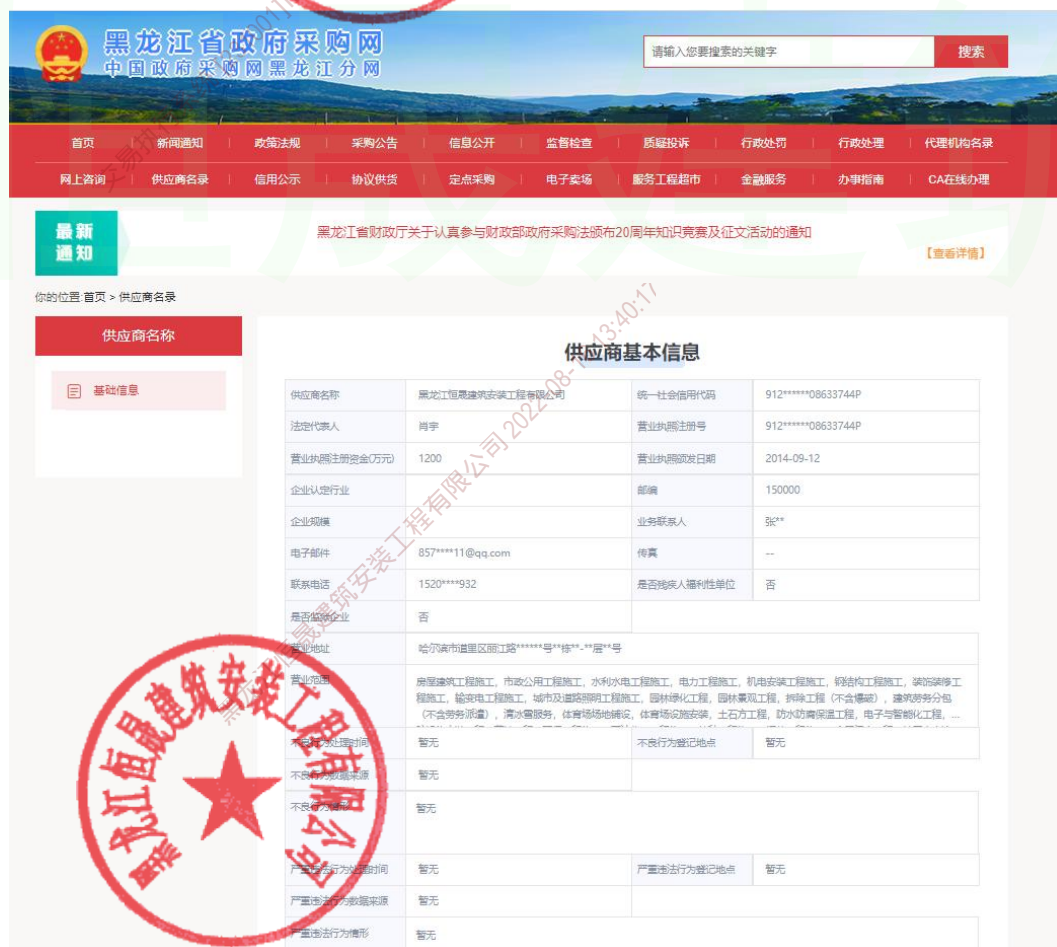 黑龙江省政府采购网
中国政府采购网黑龙江分网
请输入您要搜索的关键字 搜索
首页 新闻通知 政策法规 采购公告 信息公开 监督检查 质疑投诉 行政处罚 行政处理 代理机构名录
网上咨询 供应商名录 信用公示 协议供货 定点采购 电子卖场 服务工程超市 金融服务 办事指南 CA在线办理
最新
通知
黑龙江省财政厅关于认真参与财政部政府采购法颁布20周年知识竞赛及征文活动的通知
【查看详情】
你的位置:首页 > 供应商名录
供应商名称
基础信息
供应商基本信息
供应商名称 黑龙江恒晟建筑安装工程有限公司 统一社会信用代码 912******08633744P
法定代表人 肖宇 营业执照注册号 912******08633744P
营业执照注册资金(万元) 1200 营业执照颁发日期 2014-09-12
企业认定行业 邮编 150000
企业规模 业务联系人 张**
电子邮件 857****11@qq.com 传真 --
联系电话 1520****932 是否残疾人福利性单位 否
是否监狱企业 否
营业地址 哈尔滨市道里区丽江路******号**栋**-**层**号
营业范围 房屋建筑工程施工，市政公用工程施工，水利水电工程施工，电力工程施工，机电安装工程施工，钢结构工程施工，装饰装修工
程施工，输变电工程施工，城市及道路照明工程施工，园林绿化工程，园林景观工程，拆除工程（不含爆破），建筑劳务分包
（不含劳务派遣），清冰雪服务，体育场场地铺设，体育场设施安装，土石方工程，防水防腐保温工程，电子与智能化工程，...
不良行为处理时间 暂无 不良行为登记地点 暂无
不良行为数据来源 暂无
不良行为情形 暂无
严重违法行为处理时间 暂无 严重违法行为登记地点 暂无
严重违法行为数据来源 暂无
严重违法行为情形 暂无
黑龙江恒晟建筑安装工程有限公司